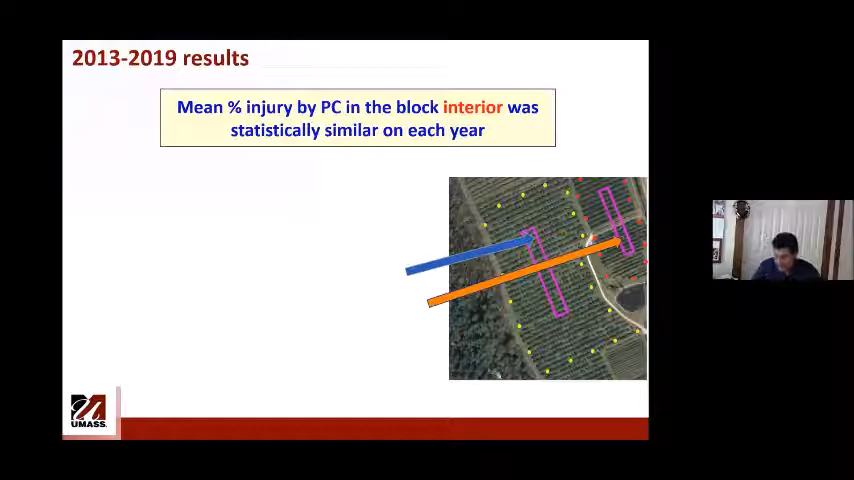 2013-2019 results
Mean % injury by PC in the block interior was
statistically similar on each year
UMASS.